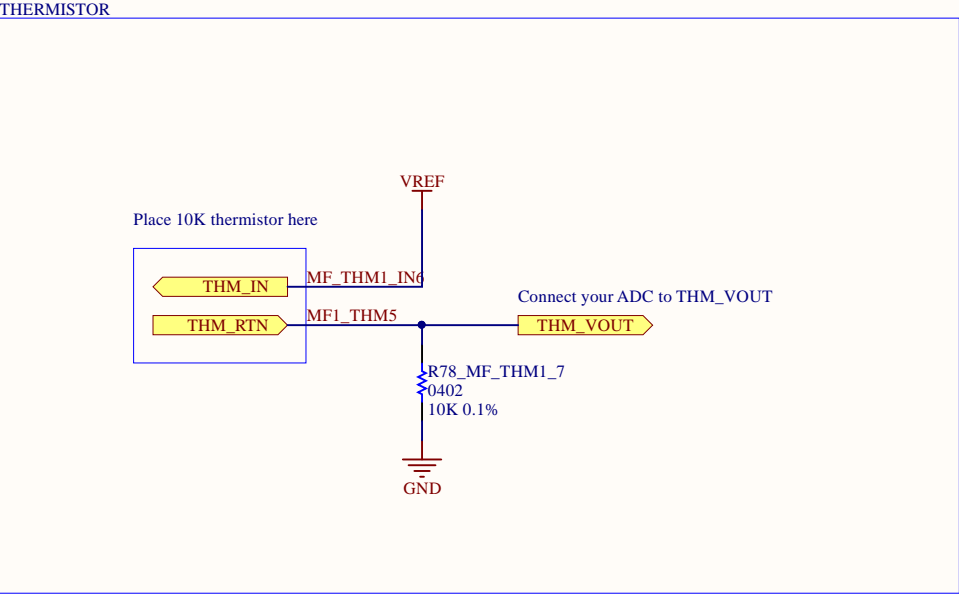 THERMISTOR
VREF
Place 10K thermistor here
THM_IN
MF_THM1_IN6
Connect your ADC to THM_VOUT
THM_RTN
MF1_THM5
THM_VOUT
R78_MF_THM1_7
0402
10K 0.1%
GND